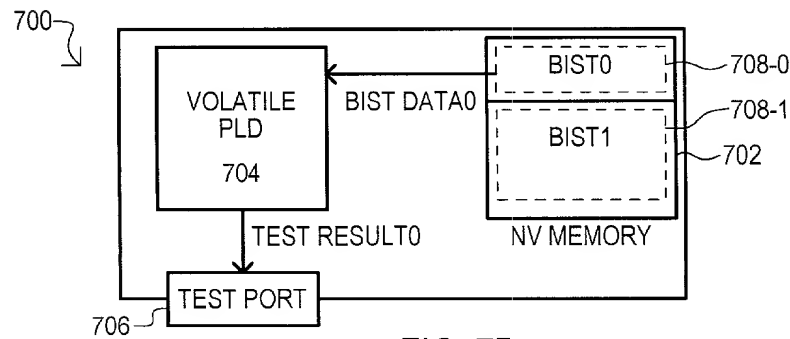 700
VOLATILE
PLD
704
BIST DATA0
BIST0
BIST1
708-0
708-1
702
NV MEMORY
TEST RESULT0
TEST PORT
706